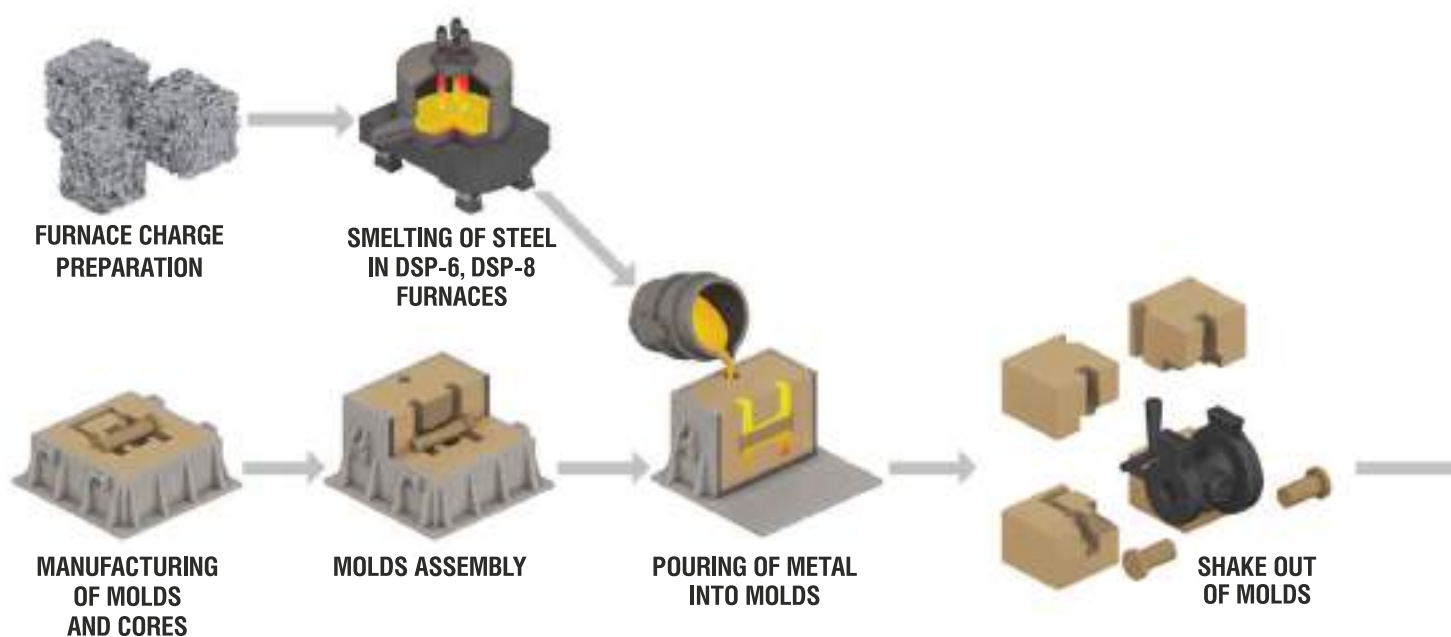 FURNACE CHARGE
PREPARATION
SMELTING OF STEEL
IN DSP-6, DSP-8
FURNACES
MANUFACTURING
OF MOLDS
AND CORES
MOLDS ASSEMBLY
POURING OF METAL
INTO MOLDS
SHAKE OUT
OF MOLDS